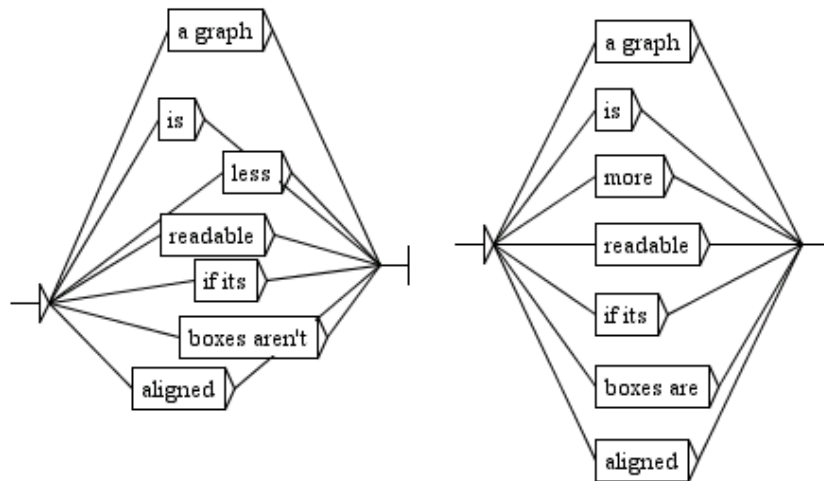 a graph
is
less
readable
if its
boxes aren't
aligned
a graph
is
more
readable
if its
boxes are
aligned